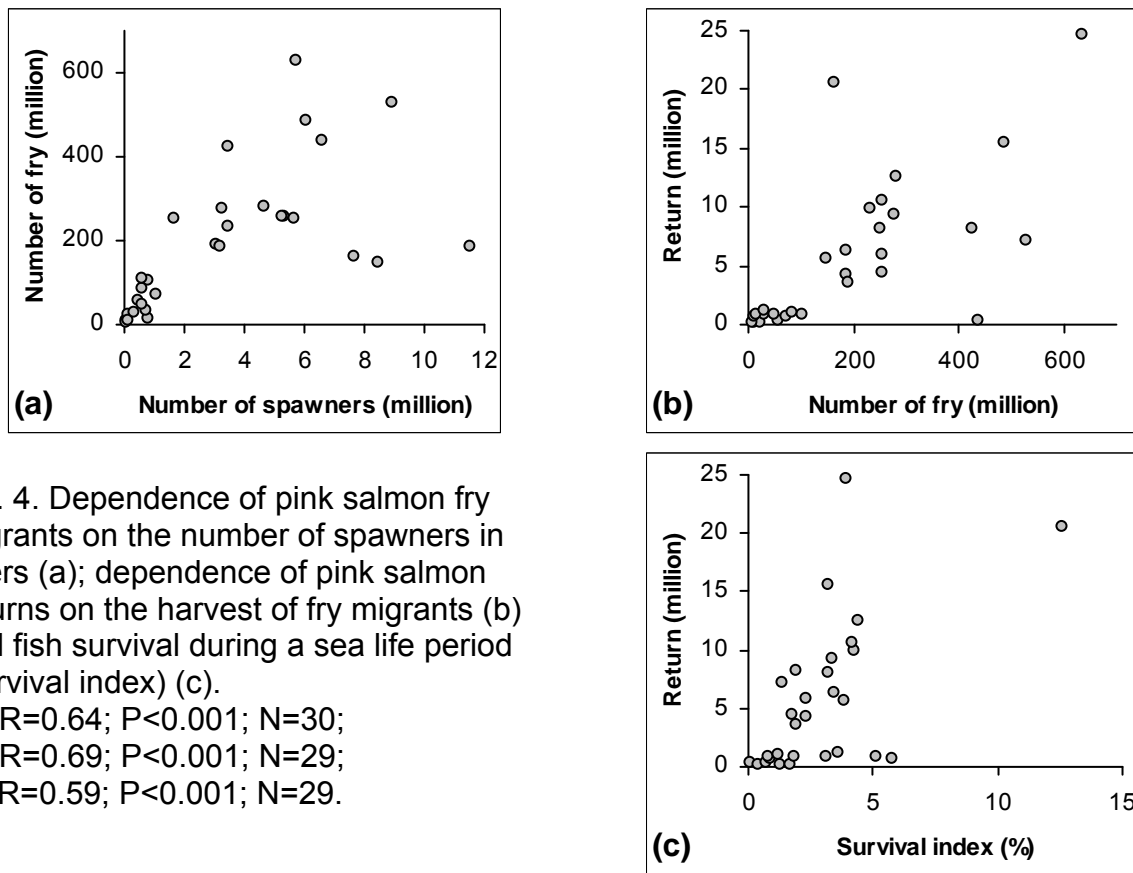 600
400
200
0
0 2 4 6 8 10 12
Number of fry (million)
Number of spawners (million)
(a)
25
20
15
10
5
0
0 200 400 600
Return (million)
Number of fry (million)
(b)
. 4. Dependence of pink salmon fry
grants on the number of spawners in
ers (a); dependence of pink salmon
urns on the harvest of fry migrants (b)
d fish survival during a sea life period
rvival index) (c).
R=0.64; P<0.001; N=30;
R=0.69; P<0.001; N=29;
R=0.59; P<0.001; N=29.
25
20
15
10
5
0
0 5 10 15
Return (million)
Survival index (%)
(c)